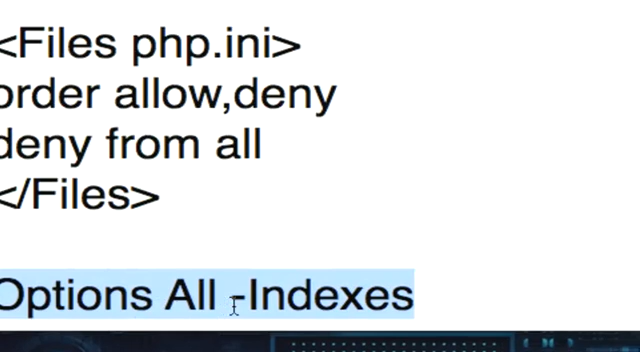 <Files php.ini>
order allow,deny
deny from all
</Files>
Options All -Indexes